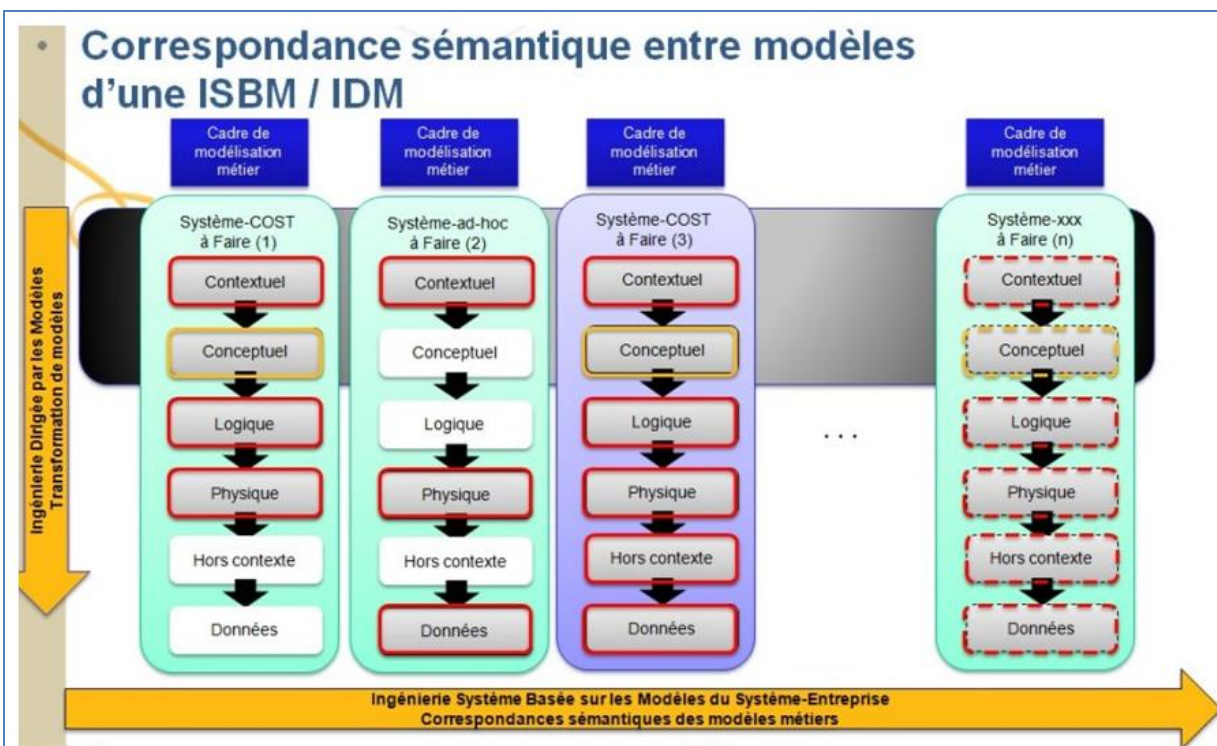 • Correspondance sémantique entre modèles
d'une ISBM / IDM
Cadre de
modélisation
métier
Cadre de
modélisation
métier
Cadre de
modélisation
métier
Cadre de
modélisation
métier
Ingénierie Dirigée par les Modèles
Transformation de modèles
Système-COST
à Faire (1)
Contextuel
Conceptuel
Logique
Physique
Hors contexte
Données
Système-ad-hoc
à Faire (2)
Contextuel
Conceptuel
Logique
Physique
Hors contexte
Données
Système-COST
à Faire (3)
Contextuel
Conceptuel
Logique
Physique
Hors contexte
Données
. . .
Système-xxx
à Faire (n)
Contextuel
Conceptuel
Logique
Physique
Hors contexte
Données
Ingénierie Système Basée sur les Modèles du Système-Entreprise
Correspondances sémantiques des modèles métiers